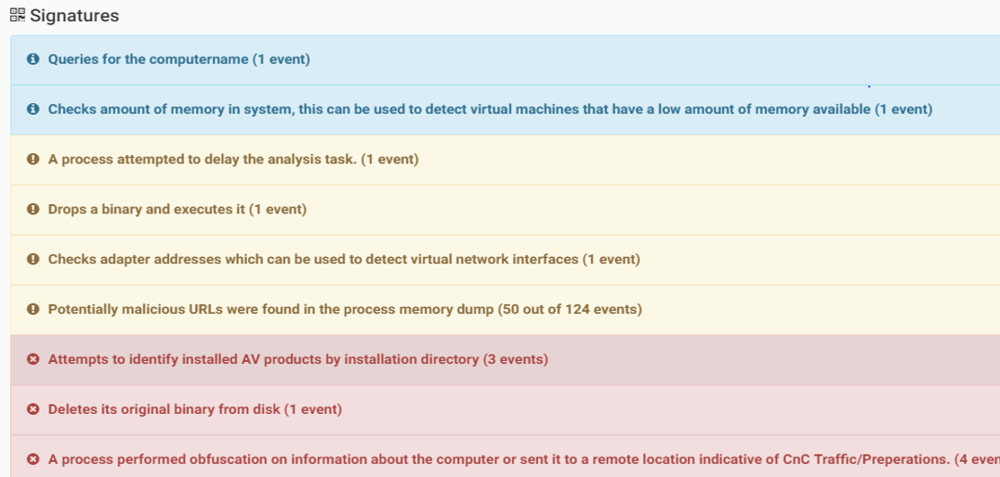 Signatures
Queries for the computername (1 event)
Checks amount of memory in system, this can be used to detect virtual machines that have a low amount of memory available (1 event)
A process attempted to delay the analysis task. (1 event)
Drops a binary and executes it (1 event)
Checks adapter addresses which can be used to detect virtual network interfaces (1 event)
Potentially malicious URLs were found in the process memory dump (50 out of 124 events)
Attempts to identify installed AV products by installation directory (3 events)
Deletes its original binary from disk (1 event)
A process performed obfuscation on information about the computer or sent it to a remote location indicative of CnC Traffic/Preperations. (4 even